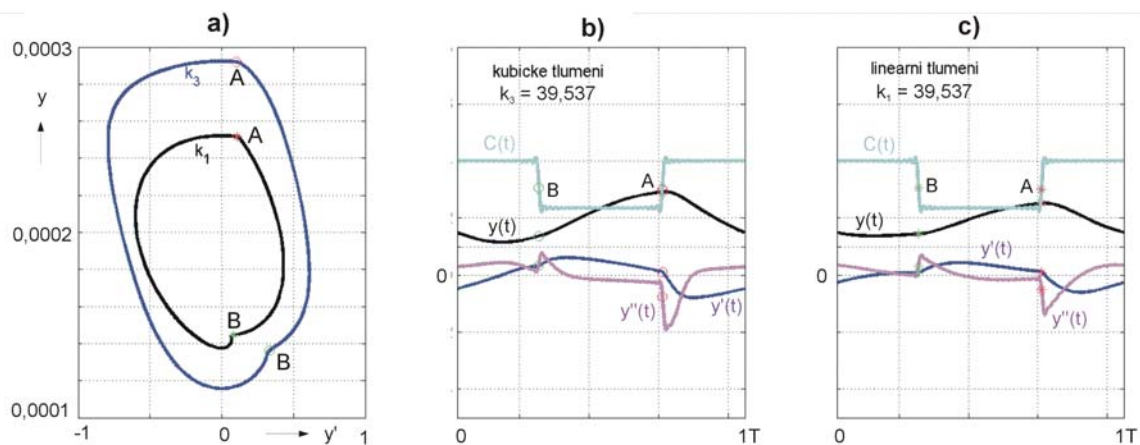 a)
0,0003
y
k3
A
k1
A
0,0002
B
B
0,0001
-1
0
y'
1
b)
kubicke tlumeni
k3 = 39,537
C(t)
B
A
y(t)
0
y''(t)
y'(t)
0
1T
c)
linearni tlumeni
k1 = 39,537
C(t)
B
A
y(t)
y'(t)
0
y''(t)
0
1T